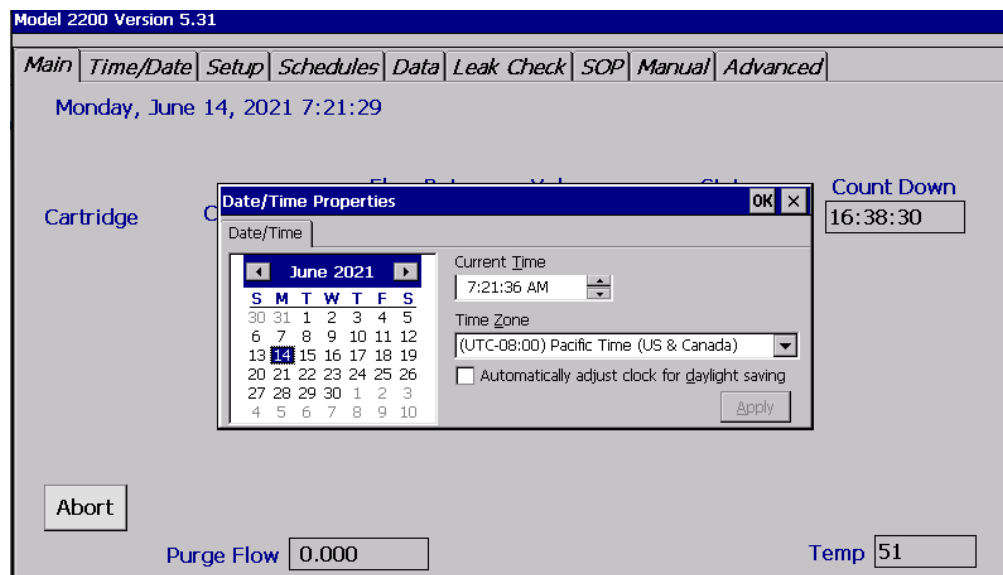 Model 2200 Version 5.31
Main Time/Date Setup Schedules Data Leak Check SOP Manual Advanced
Monday, June 14, 2021 7:21:29
Count Down
Cartridge
16:38:30
Date/Time Properties OK ×
Date/Time
June 2021
S M T W T F S
30 31 1 2 3 4 5
6 7 8 9 10 11 12
13 14 15 16 17 18 19
20 21 22 23 24 25 26
27 28 29 30 1 2 3
4 5 6 7 8 9 10
Current Time
7:21:36 AM
Time Zone
(UTC-08:00) Pacific Time (US & Canada)
Automatically adjust clock for daylight saving
Apply
Abort
Purge Flow 0.000
Temp 51